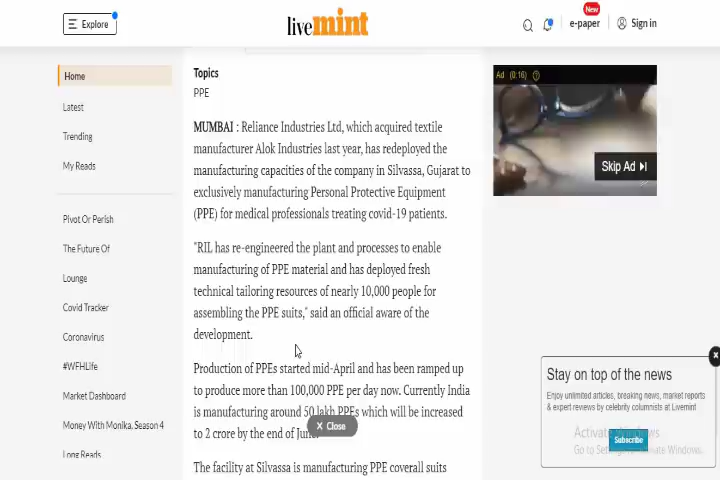 Explore
livemint
New
e-paper
Sign in
Home
Latest
Trending
My Reads
Pivot Or Perish
The Future Of
Lounge
Covid Tracker
Coronavirus
#WFHLife
Market Dashboard
Money With Monika, Season 4
Long Reads
Topics
PPE
MUMBAI : Reliance Industries Ltd, which acquired textile
manufacturer Alok Industries last year, has redeployed the
manufacturing capacities of the company in Silvassa, Gujarat to
exclusively manufacturing Personal Protective Equipment
(PPE) for medical professionals treating covid-19 patients.
"RIL has re-engineered the plant and processes to enable
manufacturing of PPE material and has deployed fresh
technical tailoring resources of nearly 10,000 people for
assembling the PPE suits," said an official aware of the
development.
Production of PPEs started mid-April and has been ramped up
to produce more than 100,000 PPE per day now. Currently India
is manufacturing around 50 lakh PPEs which will be increased
to 2 crore by the end of June.
X Close
The facility at Silvassa is manufacturing PPE coverall suits
Ad (0:16)
Skip Ad
Stay on top of the news
Enjoy unlimited articles, breaking news, market reports
& expert reviews by celebrity columnists at Livemint
Subscribe
Activate Windows
Go to Settings to activate Windows.